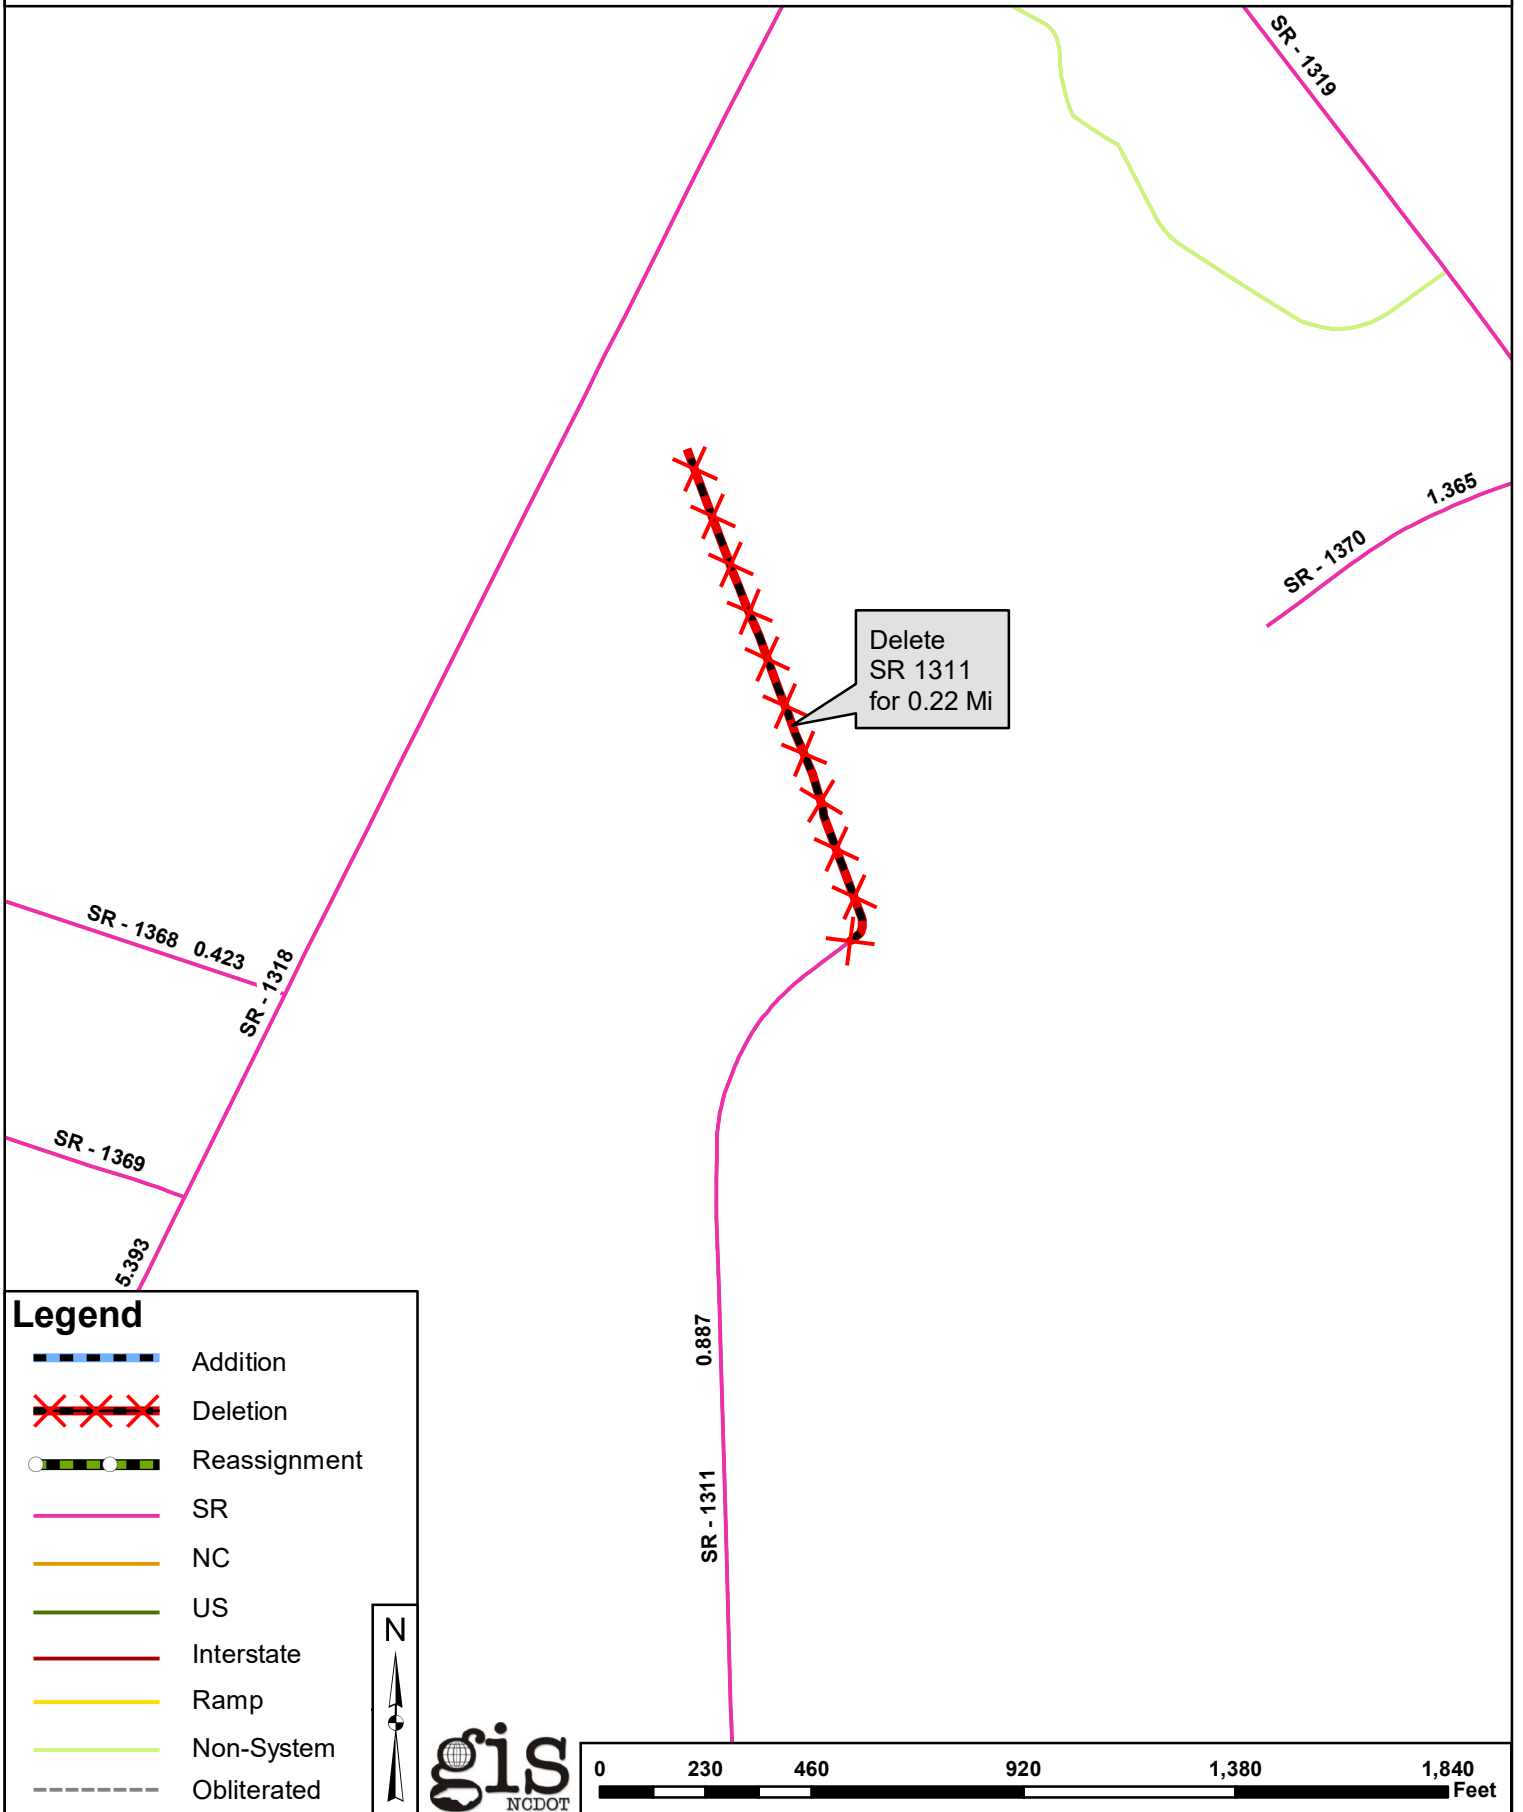 SR - 1319
1.365
SR - 1370
Delete
SR 1311
for 0.22 Mi
SR - 1368 0.423
SR - 1318
SR - 1369
5.393
0.887
SR - 1311
Legend
Addition
Deletion
Reassignment
SR
NC
US
Interstate
Ramp
Non-System
Obliterated
N
gis
NCDOT
0 230 460 920 1,380 1,840
Feet